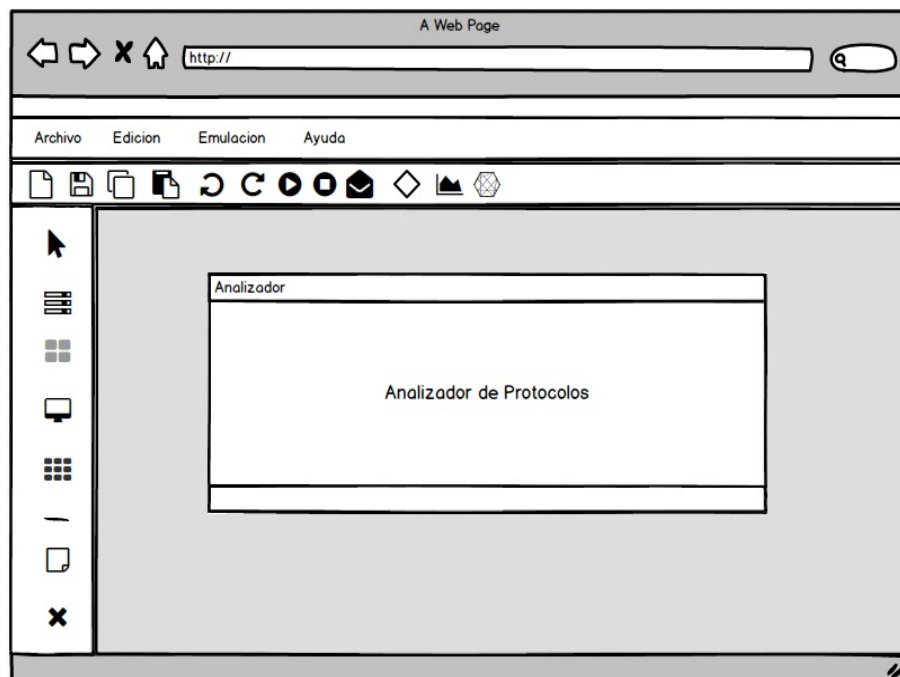 A Web Page
http://
Archivo Edicion Emulacion Ayuda
Analizador
Analizador de Protocolos